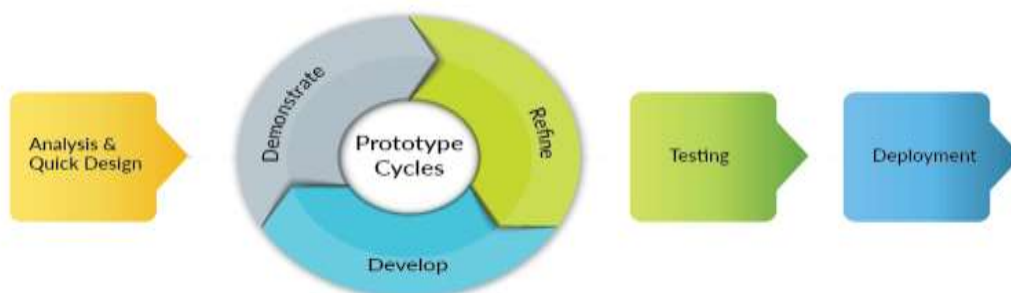 Analysis &
Quick Design
Demonstrate
Prototype
Cycles
Refine
Develop
Testing
Deployment